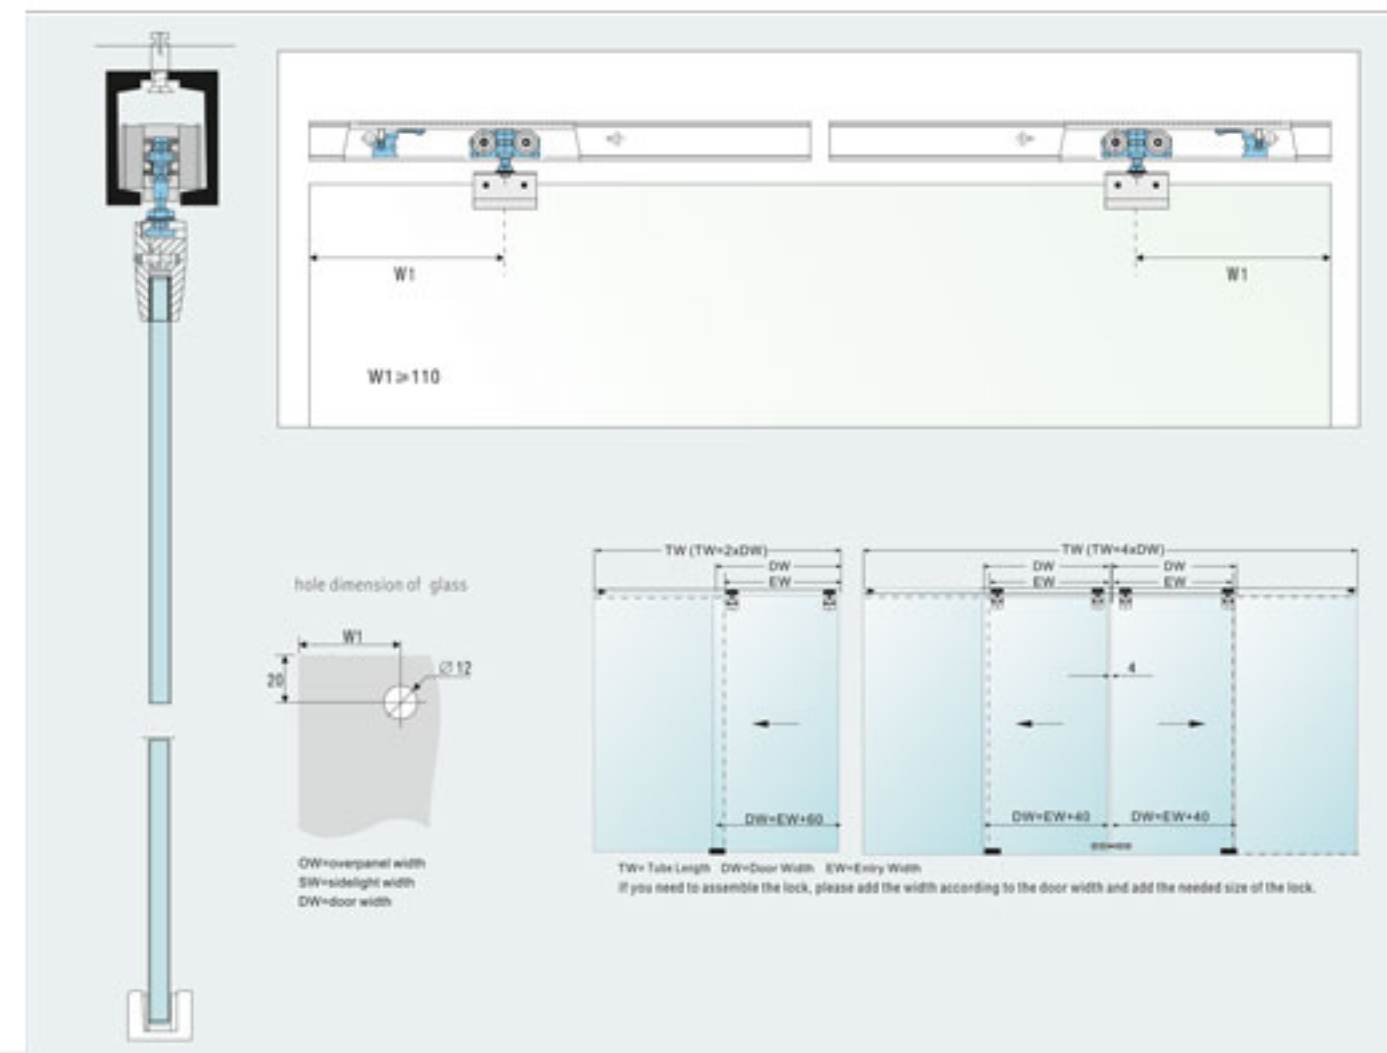 W1
W1
W1≥110
hole dimension of glass
W1
20
∅12
OW=overpanel width
SW=sidelight width
DW=door width
TW (TW=2xDW)
DW
EW
DW=EW+60
TW (TW=4xDW)
DW
DW
EW
EW
4
DW=EW+40
DW=EW+40
TW= Tube Length DW=Door Width EW=Entry Width
If you need to assemble the lock, please add the width according to the door width and add the needed size of the lock.